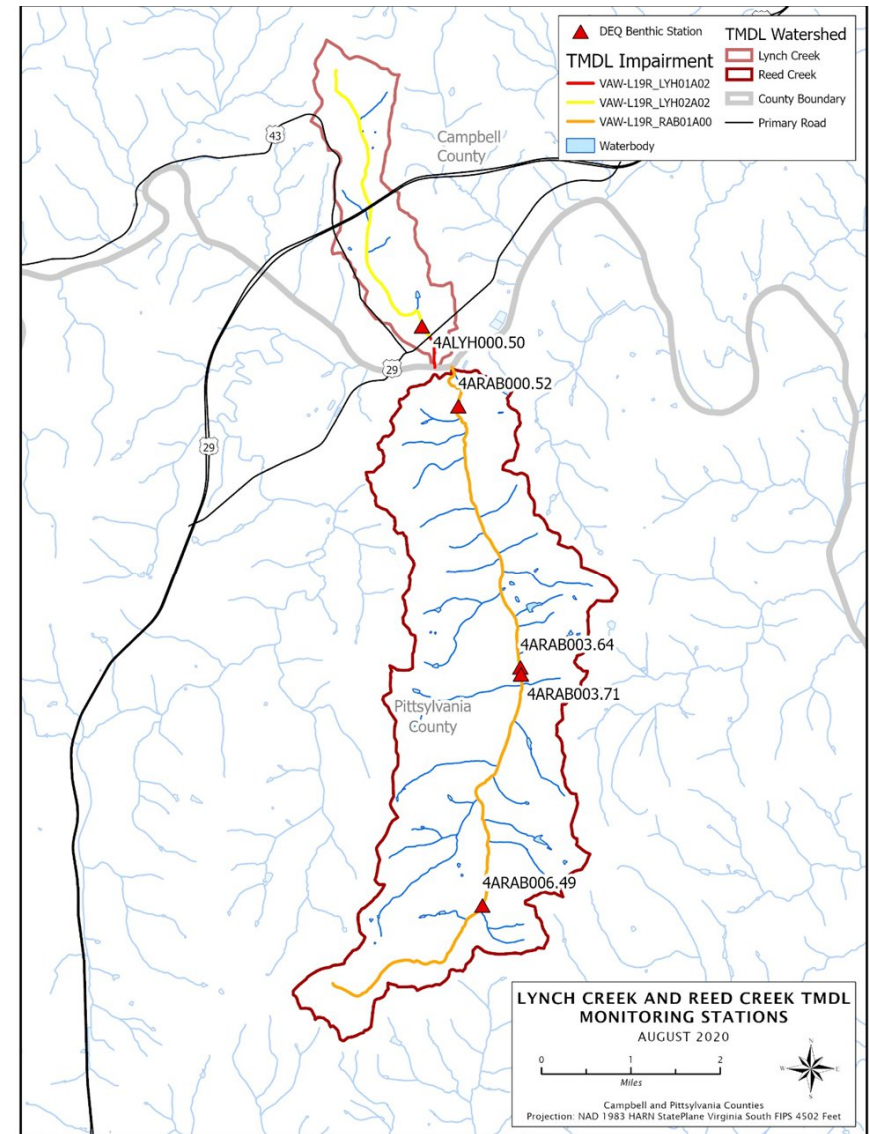 DEQ Benthic Station
TMDL Impairment
VAW-L19R_LYH01A02
VAW-L19R_LYH02A02
VAW-L19R_RAB01A00
Waterbody
TMDL Watershed
Lynch Creek
Reed Creek
County Boundary
Primary Road
43
Campbell
County
4ALYH000.50
29
4ARAB000.52
29
4ARAB003.64
4ARAB003.71
Pittsylvania
County
4ARAB006.49
LYNCH CREEK AND REED CREEK TMDL
MONITORING STATIONS
AUGUST 2020
0 1 2
Miles
N
W E
S
Campbell and Pittsylvania Counties
Projection: NAD 1983 HARN StatePlane Virginia South FIPS 4502 Feet